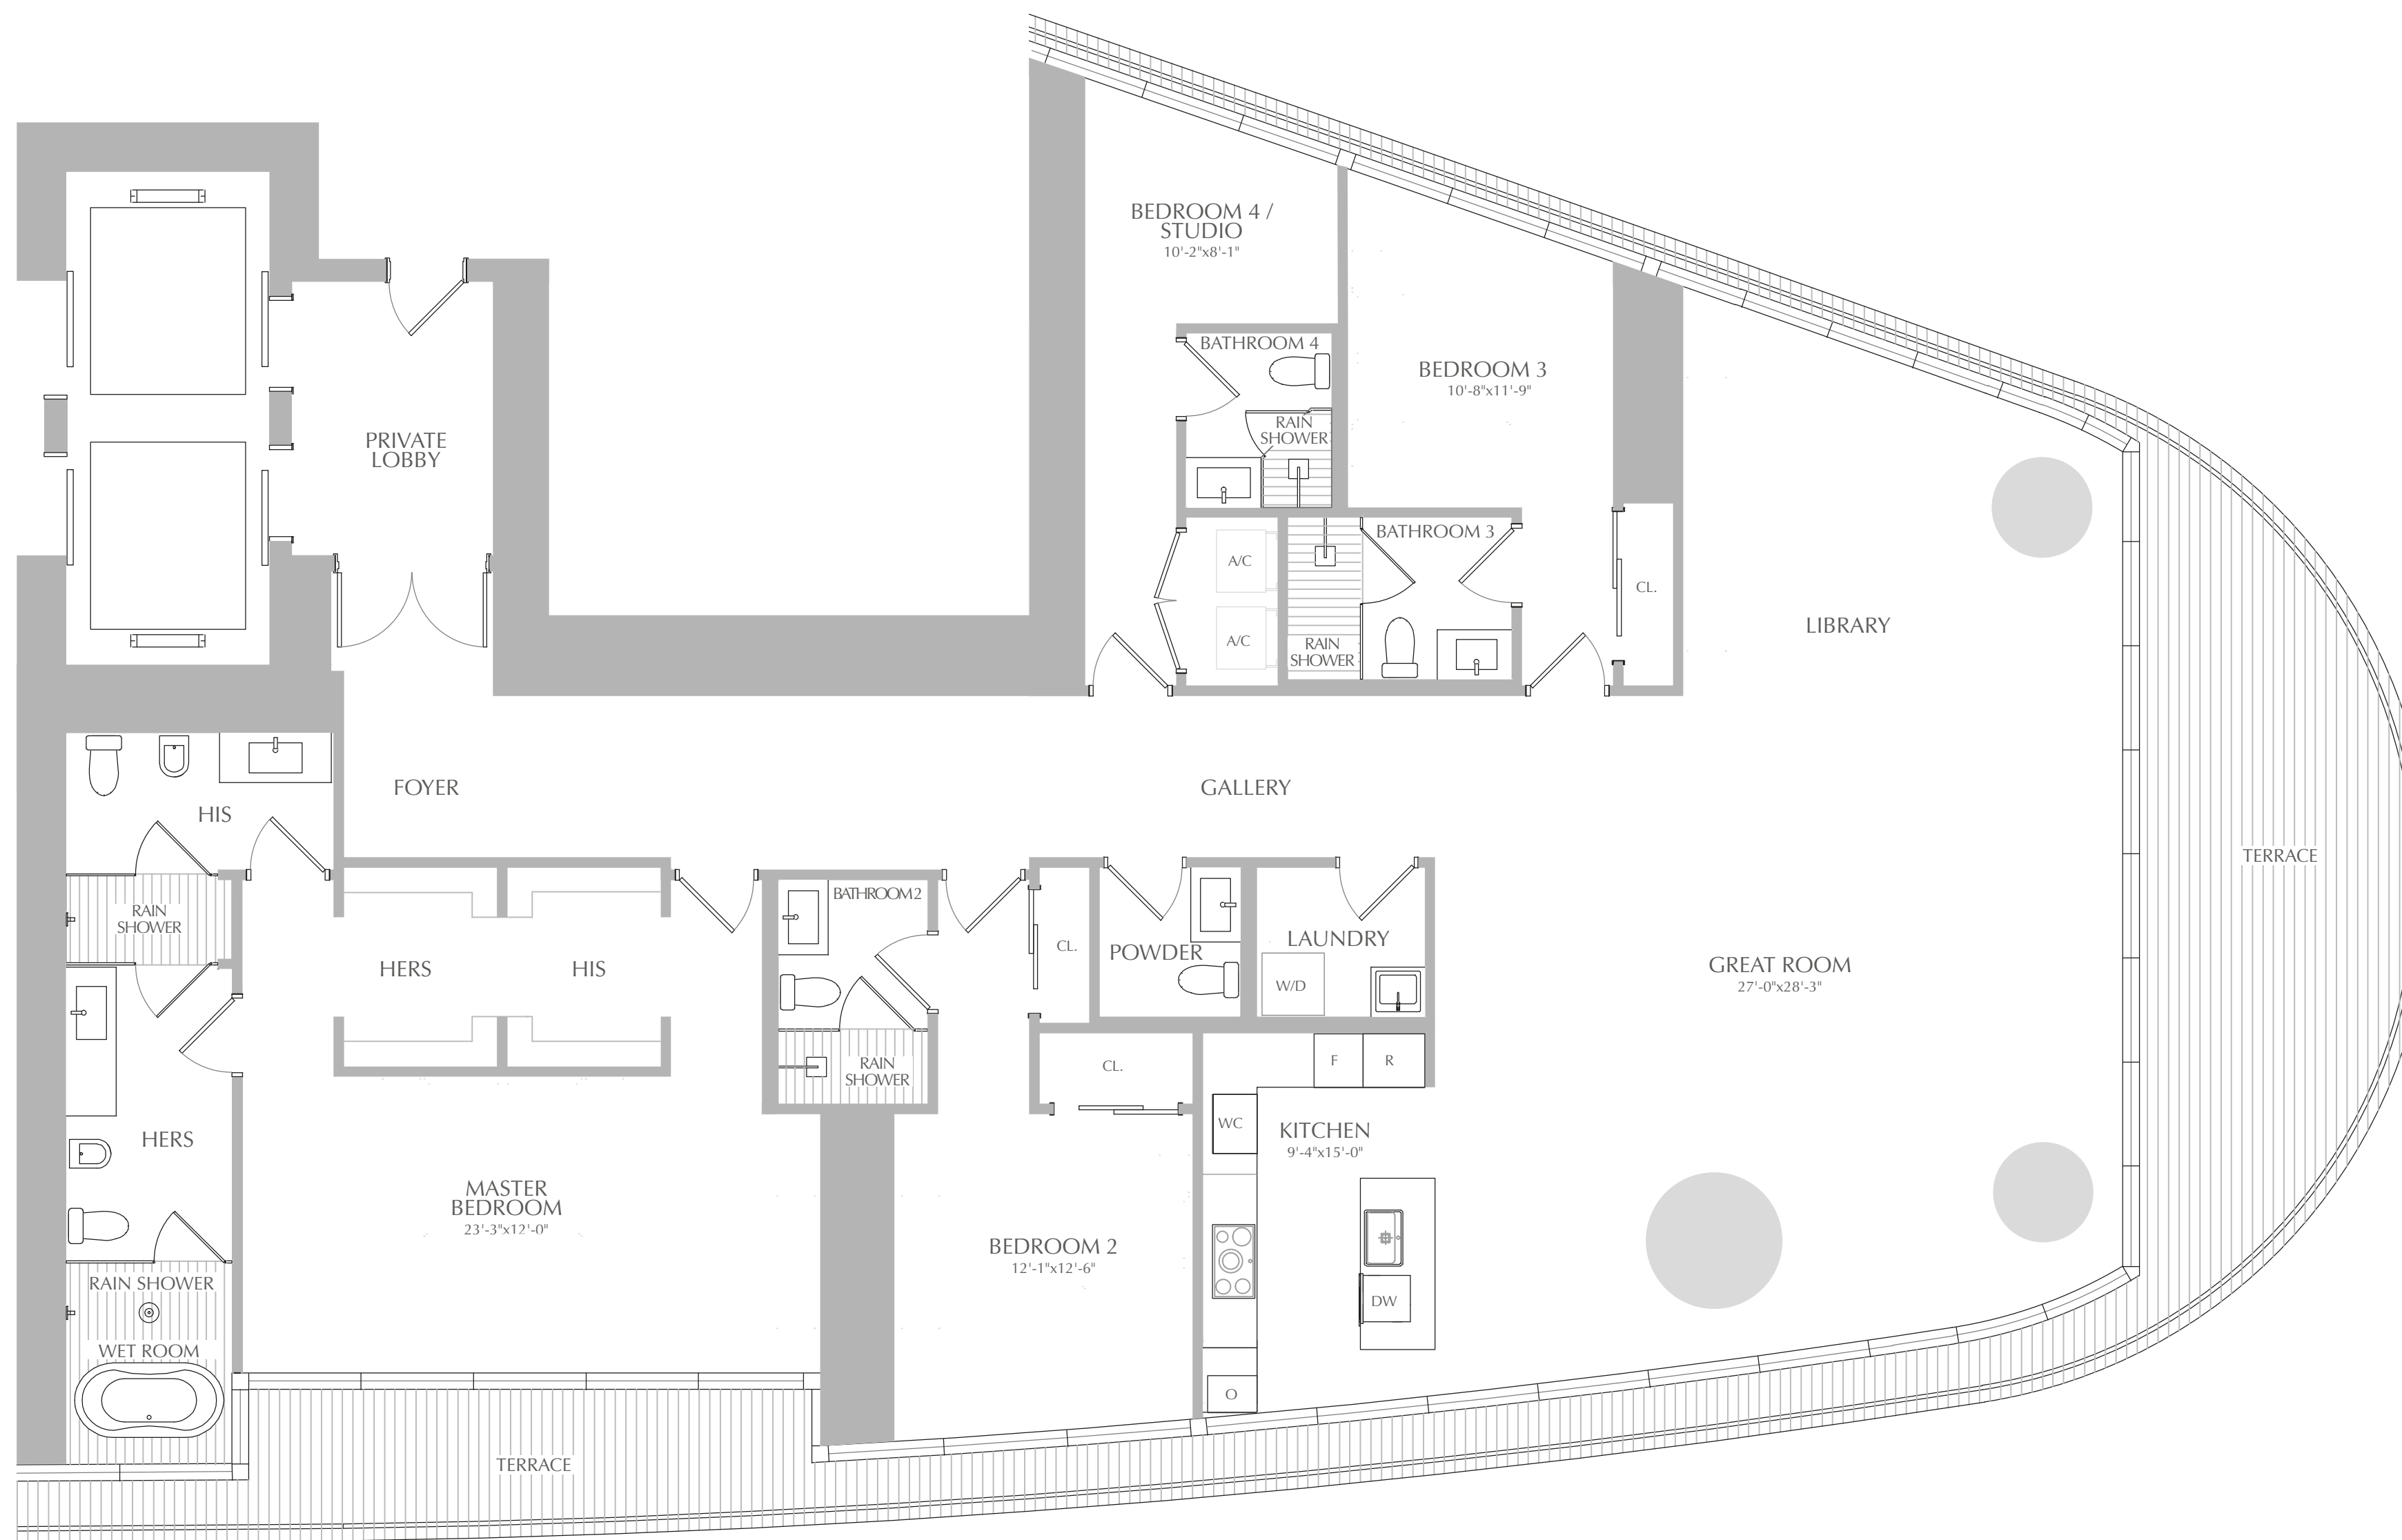 BEDROOM 4 /
STUDIO
10'-2"x8'-1"
BATHROOM 4
RAIN
SHOWER
BEDROOM 3
10'-8"x11'-9"
PRIVATE
LOBBY
A/C
A/C
BATHROOM 3
RAIN
SHOWER
CL.
LIBRARY
FOYER
GALLERY
HIS
RAIN
SHOWER
HERS
HIS
BATHROOM 2
RAIN
SHOWER
CL.
POWDER
LAUNDRY
W/D
GREAT ROOM
27'-0"x28'-3"
TERRACE
CL.
F
R
WC
KITCHEN
9'-4"x15'-0"
HERS
MASTER
BEDROOM
23'-3"x12'-0"
BEDROOM 2
12'-1"x12'-6"
DW
O
RAIN SHOWER
WET ROOM
TERRACE